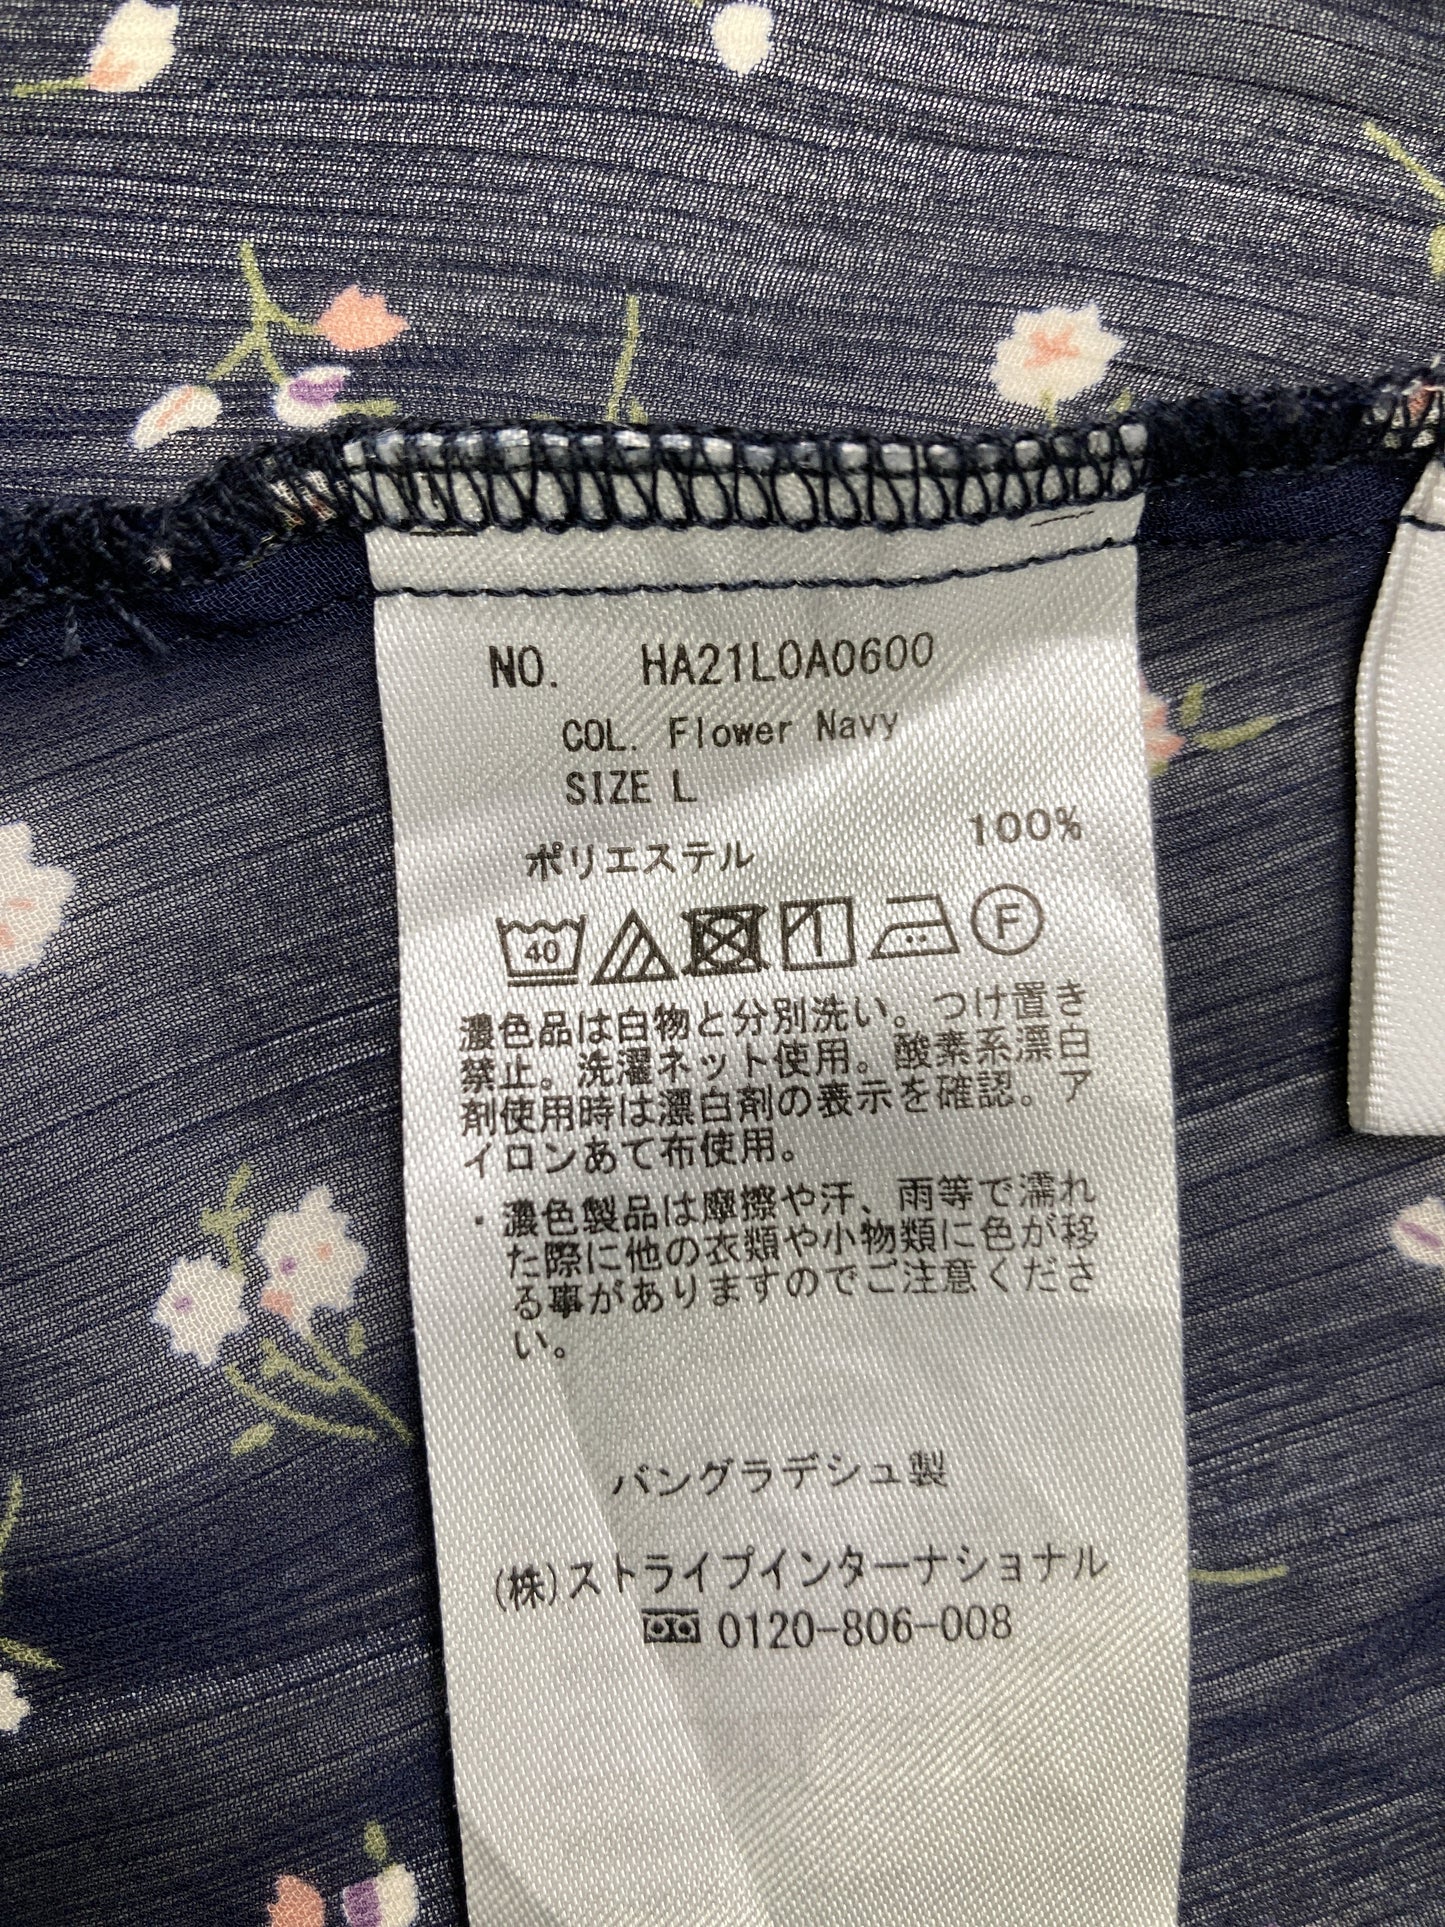 NO. HA21L0A0600
COL. Flower Navy
SIZE L
ポリエステル 100%
40 F
濃色品は白物と分別洗い。つけ置き
禁止。洗濯ネット使用。酸素系漂白
剤使用時は漂白剤の表示を確認。ア
イロンあて布使用。
・濃色製品は摩擦や汗、雨等で濡れ
た際に他の衣類や小物類に色が移
る事がありますのでご注意くださ
い。
バングラデシュ製
(株)ストライプインターナショナル
0120-806-008